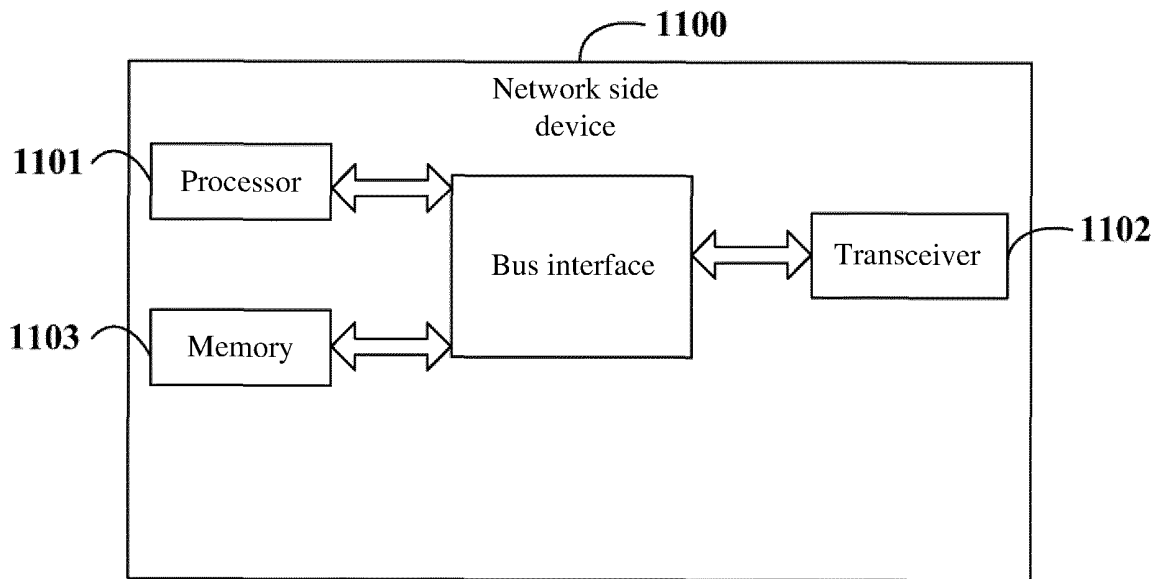 1100
Network side
device
1101
Processor
Bus interface
Transceiver
1102
1103
Memory